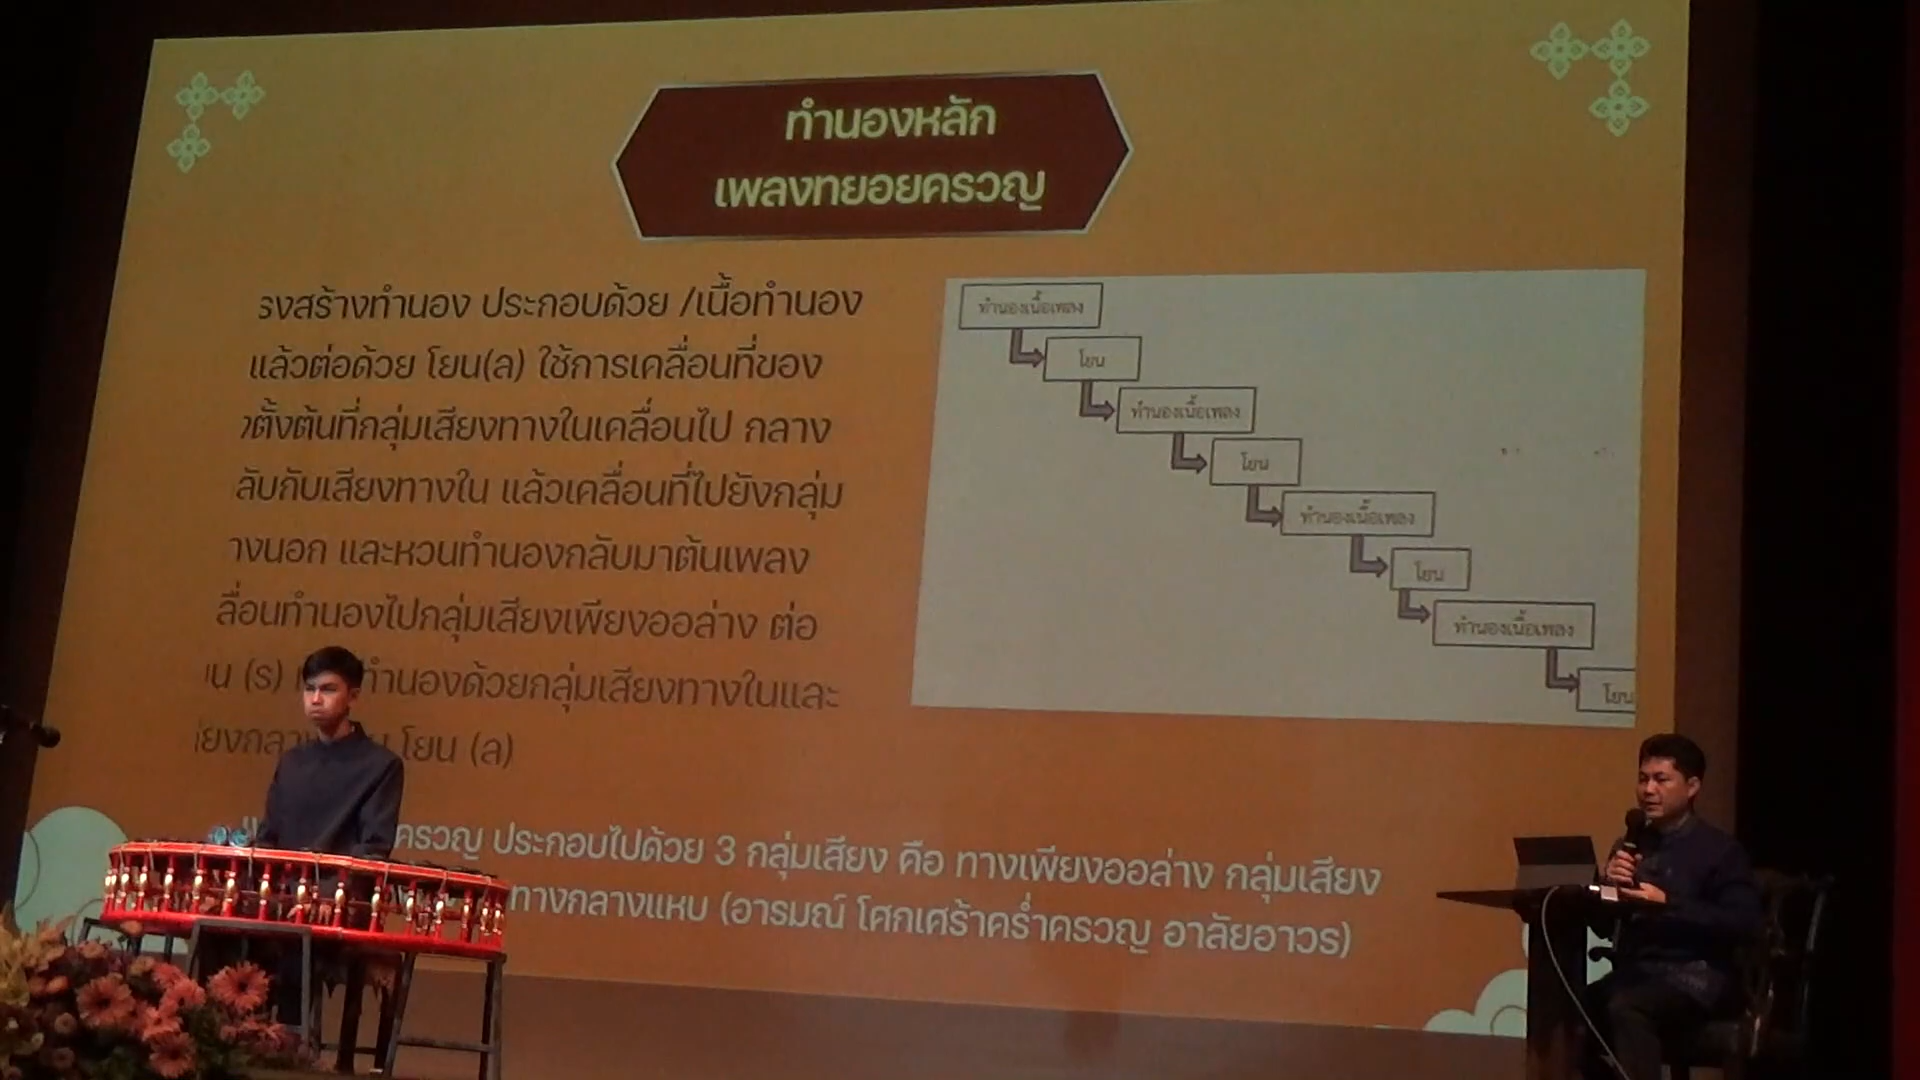 ทำนองหลัก
เพลงทยอยครวญ
รงสร้างทำนอง ประกอบด้วย /เนื้อทำนอง
แล้วต่อด้วย โยน(ล) ใช้การเคลื่อนที่ของ
ตั้งต้นที่กลุ่มเสียงทางในเคลื่อนไป กลาง
ลับกับเสียงทางใน แล้วเคลื่อนที่ไปยังกลุ่ม
างนอก และหวนทำนองกลับมาต้นเพลง
ลื่อนทำนองไปกลุ่มเสียงเพียงออล่าง ต่อ
น (ร) ทำนองด้วยกลุ่มเสียงทางในและ
ียงกลา โยน (ล)
ทำนองเนื้อเพลง
โยน
ทำนองเนื้อเพลง
โยน
ทำนองเนื้อเพลง
โยน
ทำนองเนื้อเพลง
โยน
ครวญ ประกอบไปด้วย 3 กลุ่มเสียง คือ ทางเพียงออล่าง กลุ่มเสียง
ทางกลางแหบ (อารมณ์ โศกเศร้าคร่ำครวญ อาลัยอาวร)